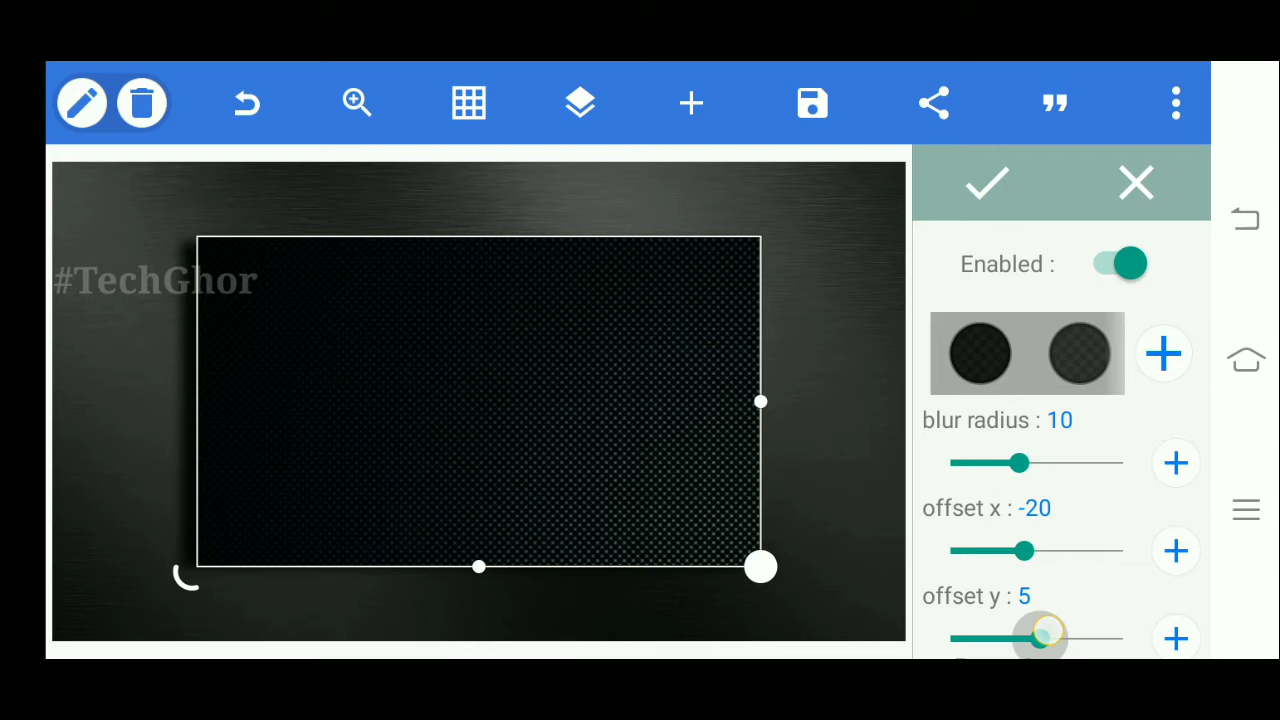 #TechGhor
Enabled :
blur radius : 10
offset x : -20
offset y : 5